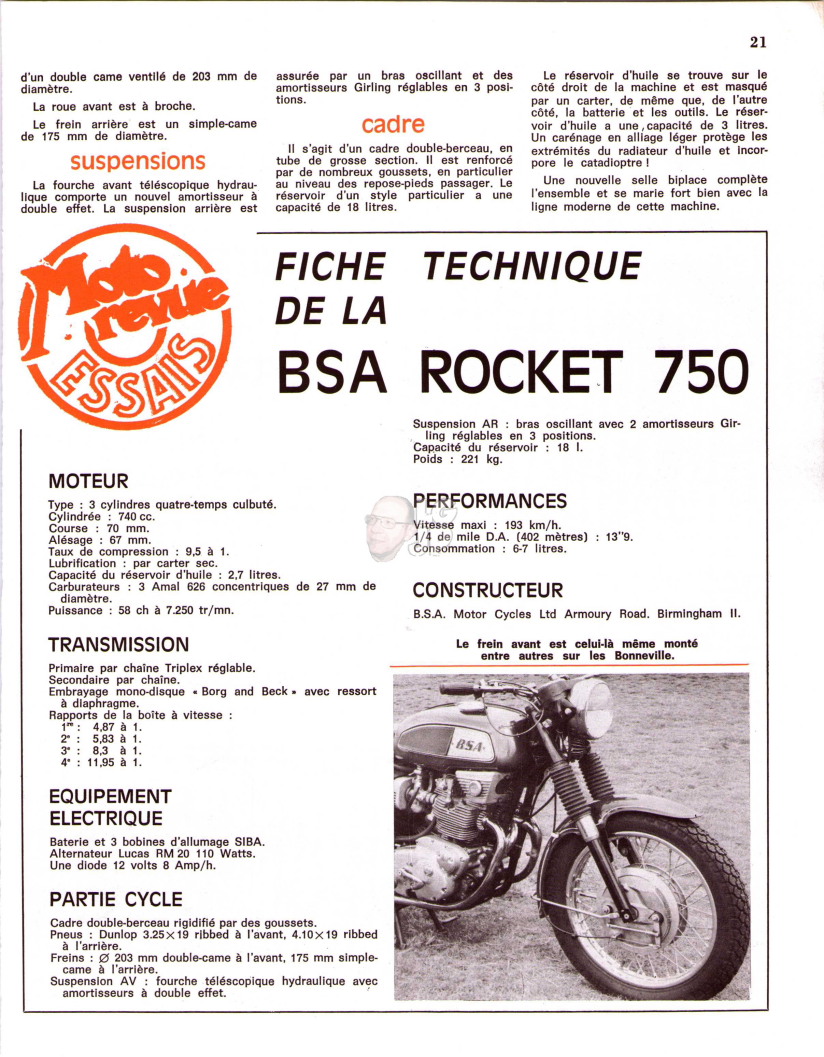 21
d'un double came ventilé de 203 mm de
diamètre.
La roue avant est à broche.
Le frein arrière est un simple-came
de 175 mm de diamètre.
suspensions
La fourche avant téléscopique hydrau-
lique comporte un nouvel amortisseur à
double effet. La suspension arrière est
assurée par un bras oscillant et des
amortisseurs Girling réglables en 3 posi-
tions.
cadre
Il s'agit d'un cadre double-berceau, en
tube de grosse section. Il est renforcé
par de nombreux goussets, en particulier
au niveau des repose-pieds passager. Le
réservoir d'un style particulier a une
capacité de 18 litres.
Le réservoir d'huile se trouve sur le
côté droit de la machine et est masqué
par un carter, de même que, de l'autre
côté, la batterie et les outils. Le réser-
voir d'huile a une capacité de 3 litres.
Un carénage en alliage léger protège les
extrémités du radiateur d'huile et incor-
pore le catadioptre !
Une nouvelle selle biplace complète
l'ensemble et se marie fort bien avec la
ligne moderne de cette machine.
Moto
revue
ESSAIS
FICHE TECHNIQUE
DE LA
BSA ROCKET 750
MOTEUR
Type : 3 cylindres quatre-temps culbuté.
Cylindrée : 740 cc.
Course : 70 mm.
Alésage : 67 mm.
Taux de compression : 9,5 à 1.
Lubrification : par carter sec.
Capacité du réservoir d'huile : 2,7 litres.
Carburateurs : 3 Amal 626 concentriques de 27 mm de
diamètre.
Puissance : 58 ch à 7.250 tr/mn.
TRANSMISSION
Primaire par chaîne Triplex réglable.
Secondaire par chaîne.
Embrayage mono-disque « Borg and Beck » avec ressort
à diaphragme.
Rapports de la boîte à vitesse :
1re : 4,87 à 1.
2e : 5,83 à 1.
3e : 8,3 à 1.
4e : 11,95 à 1.
EQUIPEMENT
ELECTRIQUE
Baterie et 3 bobines d'allumage SIBA.
Alternateur Lucas RM 20 110 Watts.
Une diode 12 volts 8 Amp/h.
PARTIE CYCLE
Cadre double-berceau rigidifié par des goussets.
Pneus : Dunlop 3.25×19 ribbed à l'avant, 4.10×19 ribbed
à l'arrière.
Freins : Ø 203 mm double-came à l'avant, 175 mm simple-
came à l'arrière.
Suspension AV : fourche téléscopique hydraulique avec
amortisseurs à double effet.
Suspension AR : bras oscillant avec 2 amortisseurs Gir-
ling réglables en 3 positions.
Capacité du réservoir : 18 l.
Poids : 221 kg.
PERFORMANCES
Vitesse maxi : 193 km/h.
1/4 de mile D.A. (402 mètres) : 13"9.
Consommation : 6-7 litres.
CONSTRUCTEUR
B.S.A. Motor Cycles Ltd Armoury Road. Birmingham II.
Le frein avant est celui-là même monté
entre autres sur les Bonneville.
BSA